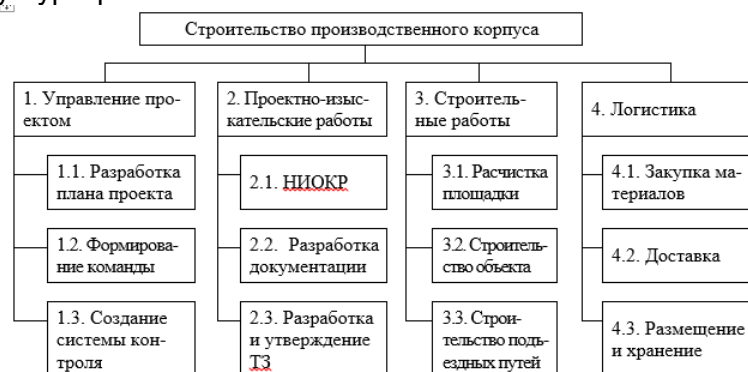 Строительство производственного корпуса
1. Управление про-
ектом
1.1. Разработка
плана проекта
1.2. Формирова-
ние команды
1.3. Создание
системы кон-
троля
2. Проектно-изыс-
кательские работы
2.1. НИОКР
2.2. Разработка
документации
2.3. Разработка
и утверждение
ТЗ
3. Строитель-
ные работы
3.1. Расчистка
площадки
3.2. Строитель-
ство объекта
3.3. Строи-
тельство подъ-
ездных путей
4. Логистика
4.1. Закупка ма-
териалов
4.2. Доставка
4.3. Размещение
и хранение